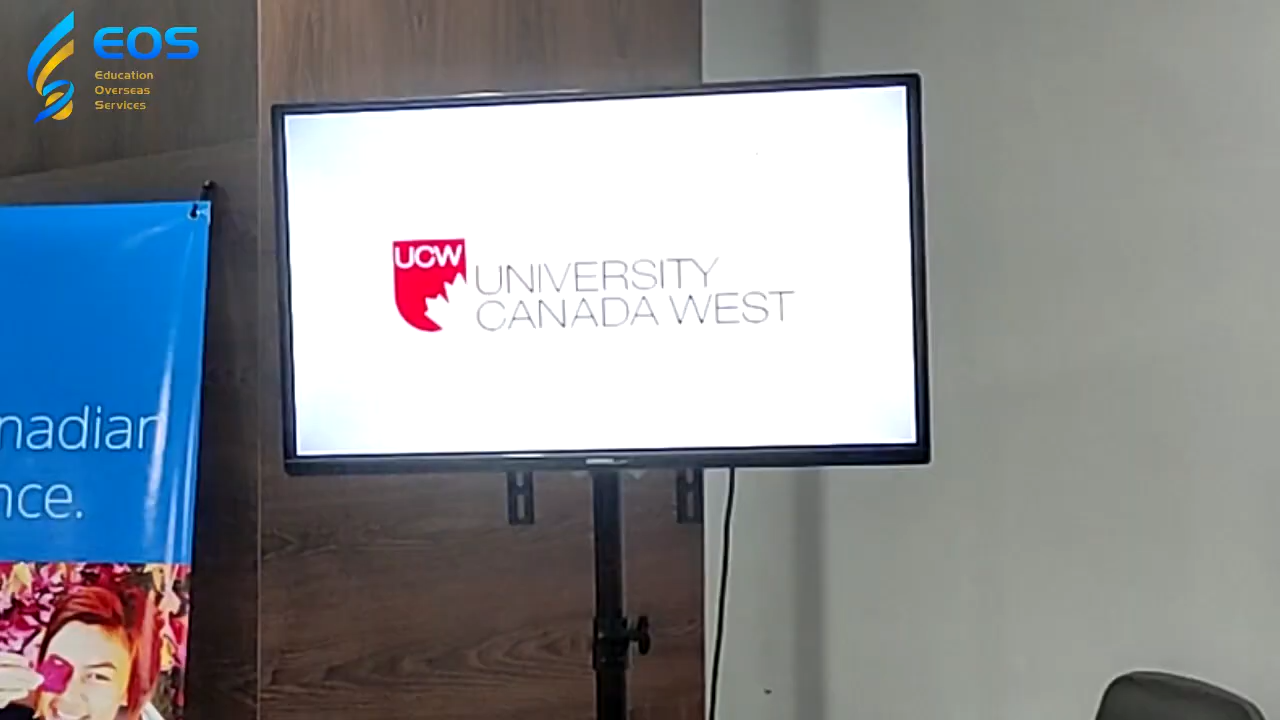 EOS
Education
Overseas
Services
UCW
UNIVERSITY
CANADA WEST
nadian
nce.